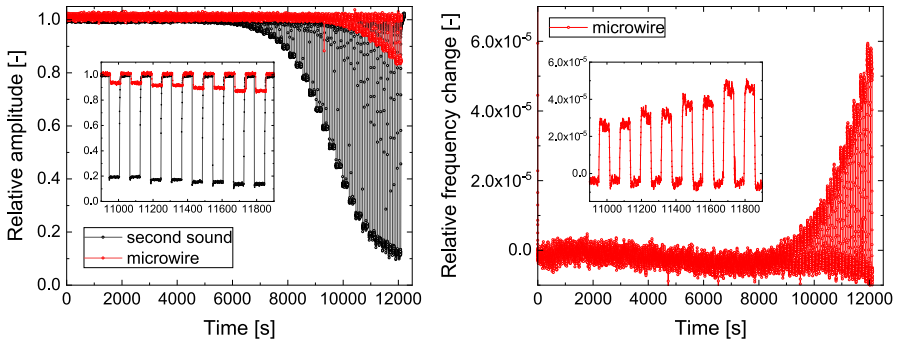 Relative amplitude [-]
1.0
0.8
0.6
0.4
0.2
0.0
1.0
0.8
0.6
0.4
0.2
0.0
11000 11200 11400 11600 11800
second sound
microwire
0 2000 4000 6000 8000 10000 12000
Time [s]
Relative frequency change [-]
6.0x10⁻⁵
4.0x10⁻⁵
2.0x10⁻⁵
0.0
microwire
6.0x10⁻⁵
4.0x10⁻⁵
2.0x10⁻⁵
0.0
11000 11200 11400 11600 11800
0 2000 4000 6000 8000 10000 12000
Time [s]